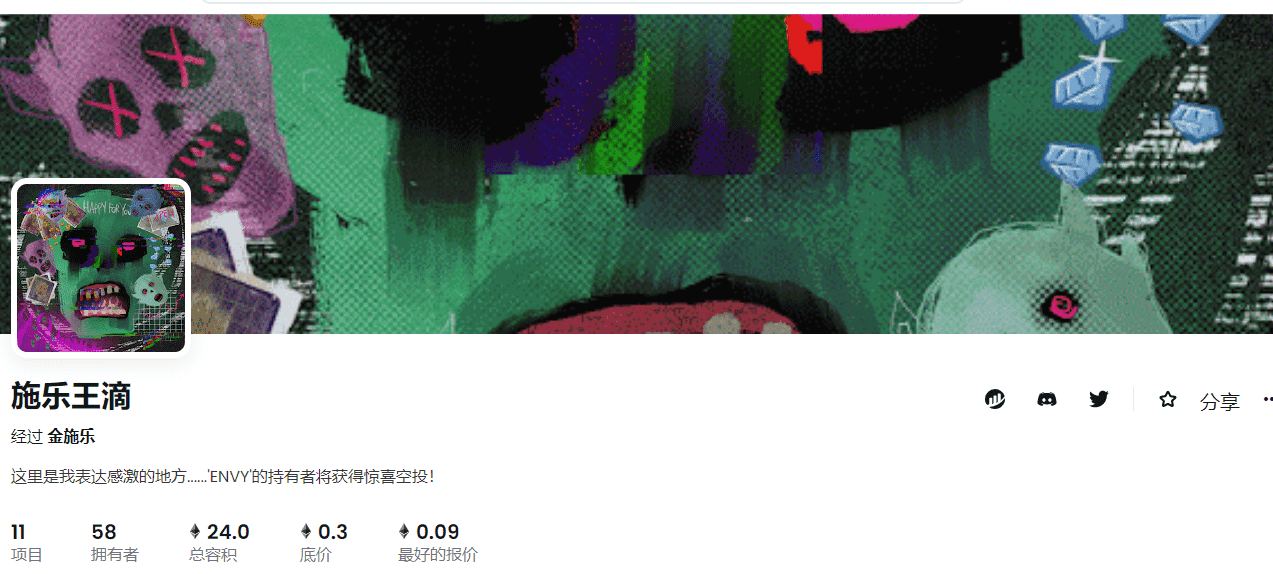 HAPPY FOR YOU
施乐王滴
分享
经过 金施乐
这里是我表达感激的地方......'ENVY'的持有者将获得惊喜空投！
11
项目
58
拥有者
24.0
总容积
0.3
底价
0.09
最好的报价